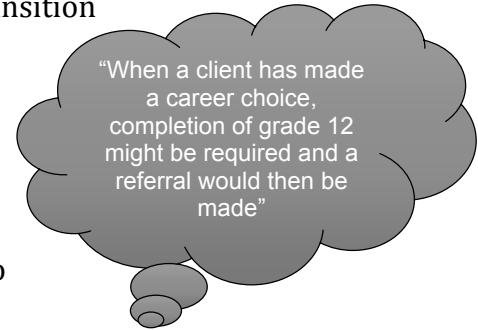 nsition
“When a client has made
a career choice,
completion of grade 12
might be required and a
referral would then be
made”